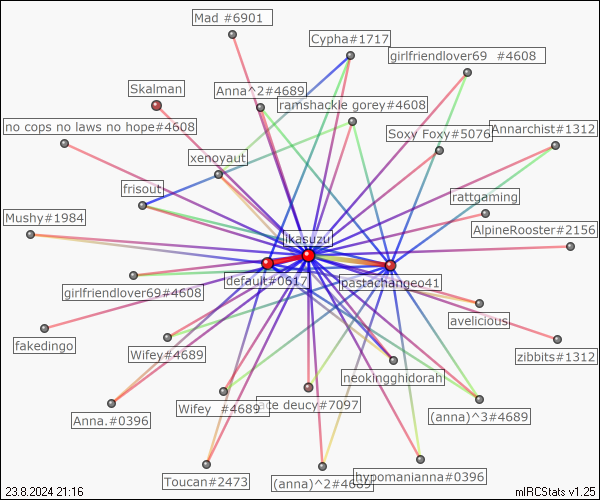 Mad #6901
Cypha#1717
girlfriendlover69 #4608
Skalman
Anna^2#4689
ramshackle gorey#4608
no cops no laws no hope#4608
Soxy Foxy#5076
Annarchist#1312
xenoyaut
frisout
rattgaming
Mushy#1984
AlpineRooster#2156
ikasuzu
default#0617
pastachangeo41
girlfriendlover69#4608
avelicious
fakedingo
Wifey#4689
zibbits#1312
neokingghidorah
Anna.#0396
Wifey #4689
ace deucy#7097
(anna)^3#4689
Toucan#2473
(anna)^2#4689
hypomanianna#0396
23.8.2024 21:16
mIRCStats v1.25